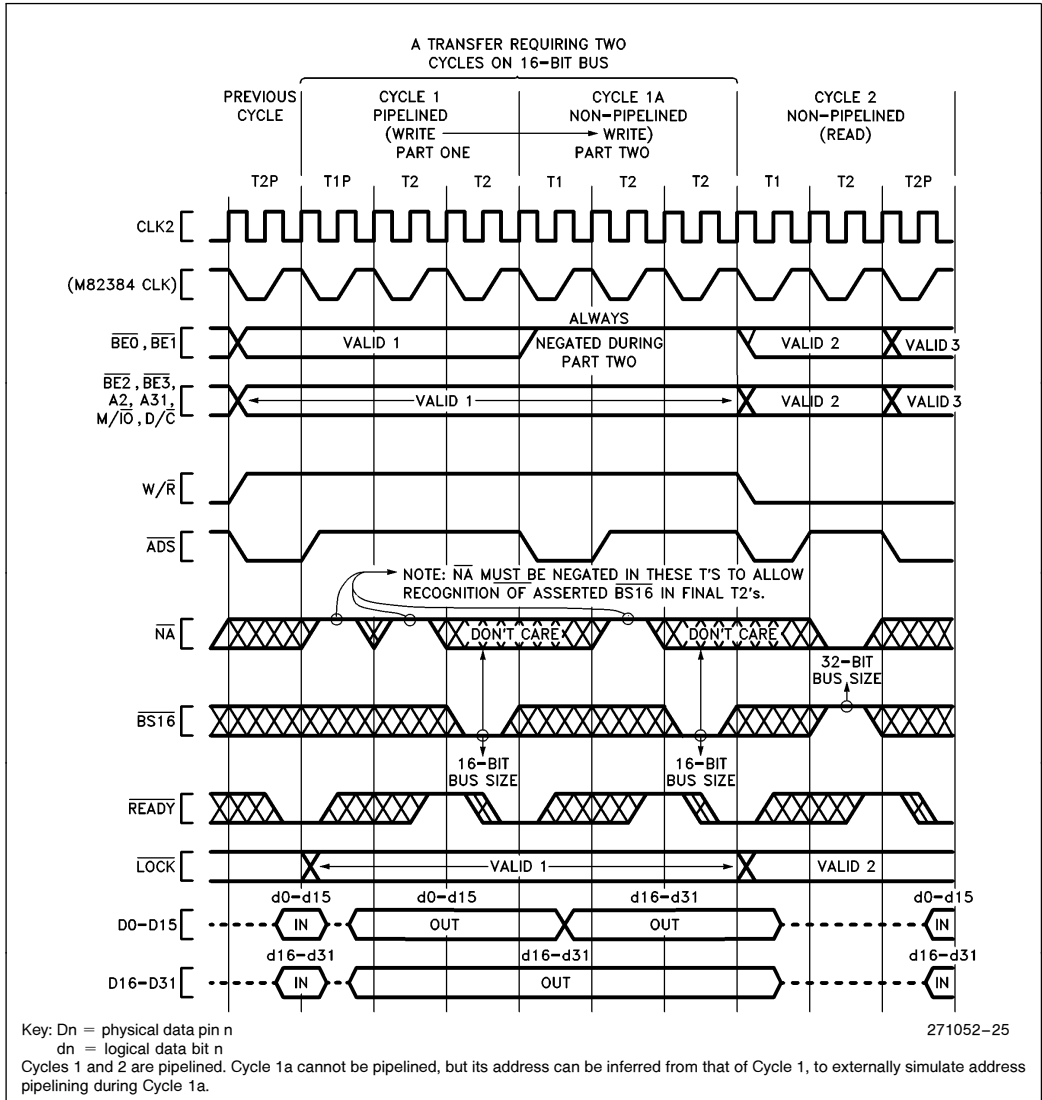 A TRANSFER REQUIRING TWO
CYCLES ON 16-BIT BUS
PREVIOUS
CYCLE
CYCLE 1
PIPELINED
(WRITE
PART ONE
CYCLE 1A
NON-PIPELINED
WRITE)
PART TWO
CYCLE 2
NON-PIPELINED
(READ)
T2P T1P T2 T2 T1 T2 T2 T1 T2 T2P
CLK2
(M82384 CLK)
BE0, BE1
VALID 1
ALWAYS
NEGATED DURING
PART TWO
VALID 2
VALID 3
BE2, BE3,
A2, A31,
M/IO, D/C
VALID 1
VALID 2
VALID 3
W/R
ADS
NOTE: NA MUST BE NEGATED IN THESE T'S TO ALLOW
RECOGNITION OF ASSERTED BS16 IN FINAL T2's.
NA
DON'T CARE
DON'T CARE
32-BIT
BUS SIZE
BS16
16-BIT
BUS SIZE
16-BIT
BUS SIZE
READY
LOCK
VALID 1
VALID 2
d0-d15 d0-d15 d16-d31 d0-d15
D0-D15
IN OUT OUT IN
d16-d31 d16-d31 d16-d31
D16-D31
IN OUT IN
271052-25
Key: Dn = physical data pin n
dn = logical data bit n
Cycles 1 and 2 are pipelined. Cycle 1a cannot be pipelined, but its address can be inferred from that of Cycle 1, to externally simulate address
pipelining during Cycle 1a.